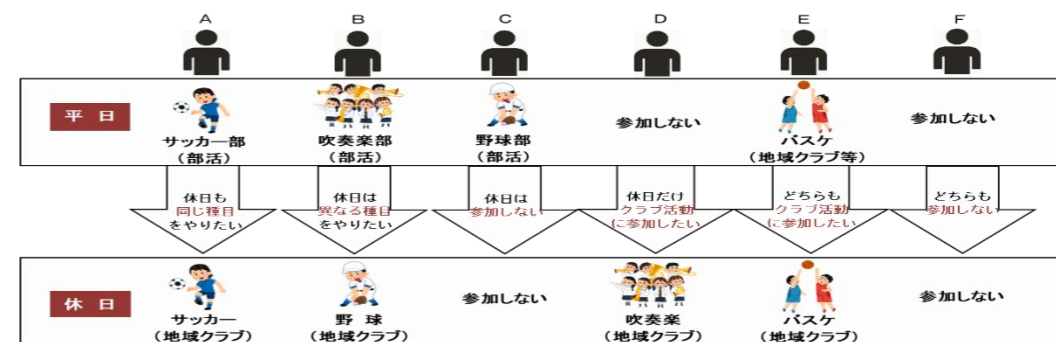 A B C D E F
平 日
サッカー部
(部活)
吹奏楽部
(部活)
野球部
(部活)
参加しない
バスケ
(地域クラブ等)
参加しない
休日も
同じ種目
をやりたい
休日は
異なる種目
をやりたい
休日は
参加しない
休日だけ
クラブ活動
に参加したい
どちらも
クラブ活動
に参加したい
どちらも
参加しない
休 日
サッカー
(地域クラブ)
野 球
(地域クラブ)
参加しない
吹奏楽
(地域クラブ)
バスケ
(地域クラブ)
参加しない